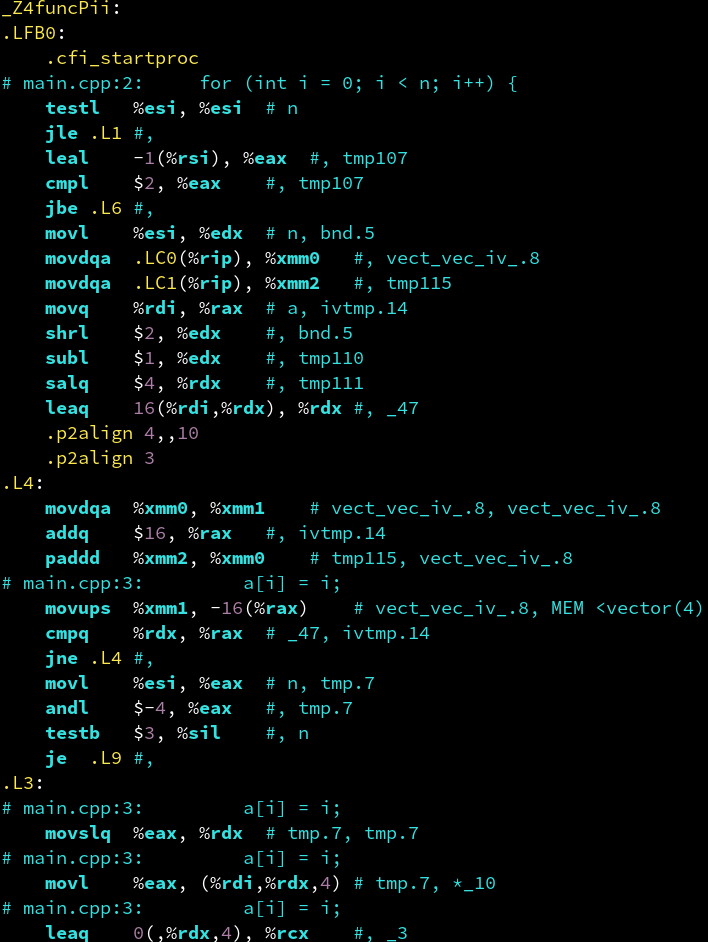 _Z4funcPii:
.LFB0:
    .cfi_startproc
# main.cpp:2:     for (int i = 0; i < n; i++) {
    testl   %esi, %esi  # n
    jle .L1 #,
    leal    -1(%rsi), %eax  #, tmp107
    cmpl    $2, %eax    #, tmp107
    jbe .L6 #,
    movl    %esi, %edx  # n, bnd.5
    movdqa  .LC0(%rip), %xmm0   #, vect_vec_iv_.8
    movdqa  .LC1(%rip), %xmm2   #, tmp115
    movq    %rdi, %rax  # a, ivtmp.14
    shrl    $2, %edx    #, bnd.5
    subl    $1, %edx    #, tmp110
    salq    $4, %rdx    #, tmp111
    leaq    16(%rdi,%rdx), %rdx #, _47
    .p2align 4,,10
    .p2align 3
.L4:
    movdqa  %xmm0, %xmm1    # vect_vec_iv_.8, vect_vec_iv_.8
    addq    $16, %rax   #, ivtmp.14
    paddd   %xmm2, %xmm0    # tmp115, vect_vec_iv_.8
# main.cpp:3:         a[i] = i;
    movups  %xmm1, -16(%rax)    # vect_vec_iv_.8, MEM <vector(4)
    cmpq    %rdx, %rax  # _47, ivtmp.14
    jne .L4 #,
    movl    %esi, %eax  # n, tmp.7
    andl    $-4, %eax   #, tmp.7
    testb   $3, %sil    #, n
    je  .L9 #,
.L3:
# main.cpp:3:         a[i] = i;
    movslq  %eax, %rdx  # tmp.7, tmp.7
# main.cpp:3:         a[i] = i;
    movl    %eax, (%rdi,%rdx,4) # tmp.7, *_10
# main.cpp:3:         a[i] = i;
    leaq    0(,%rdx,4), %rcx    #, _3